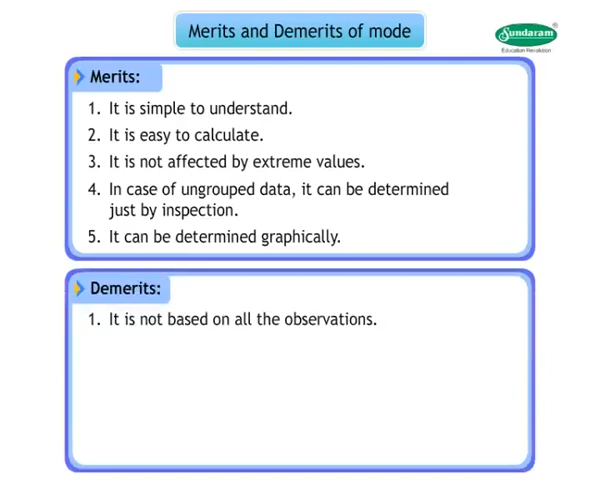 Merits and Demerits of mode
Sundaram®
Education Revolution
Merits:
1. It is simple to understand.
2. It is easy to calculate.
3. It is not affected by extreme values.
4. In case of ungrouped data, it can be determined
just by inspection.
5. It can be determined graphically.
Demerits:
1. It is not based on all the observations.